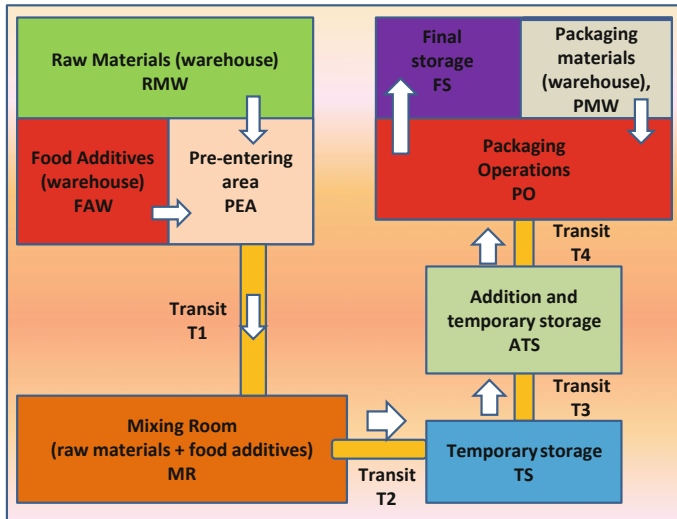 Raw Materials (warehouse)
RMW
Food Additives
(warehouse)
FAW
Pre-entering
area
PEA
Transit
T1
Mixing Room
(raw materials + food additives)
MR
Transit
T2
Temporary storage
TS
Transit
T3
Addition and
temporary storage
ATS
Transit
T4
Packaging
Operations
PO
Final
storage
FS
Packaging
materials
(warehouse),
PMW